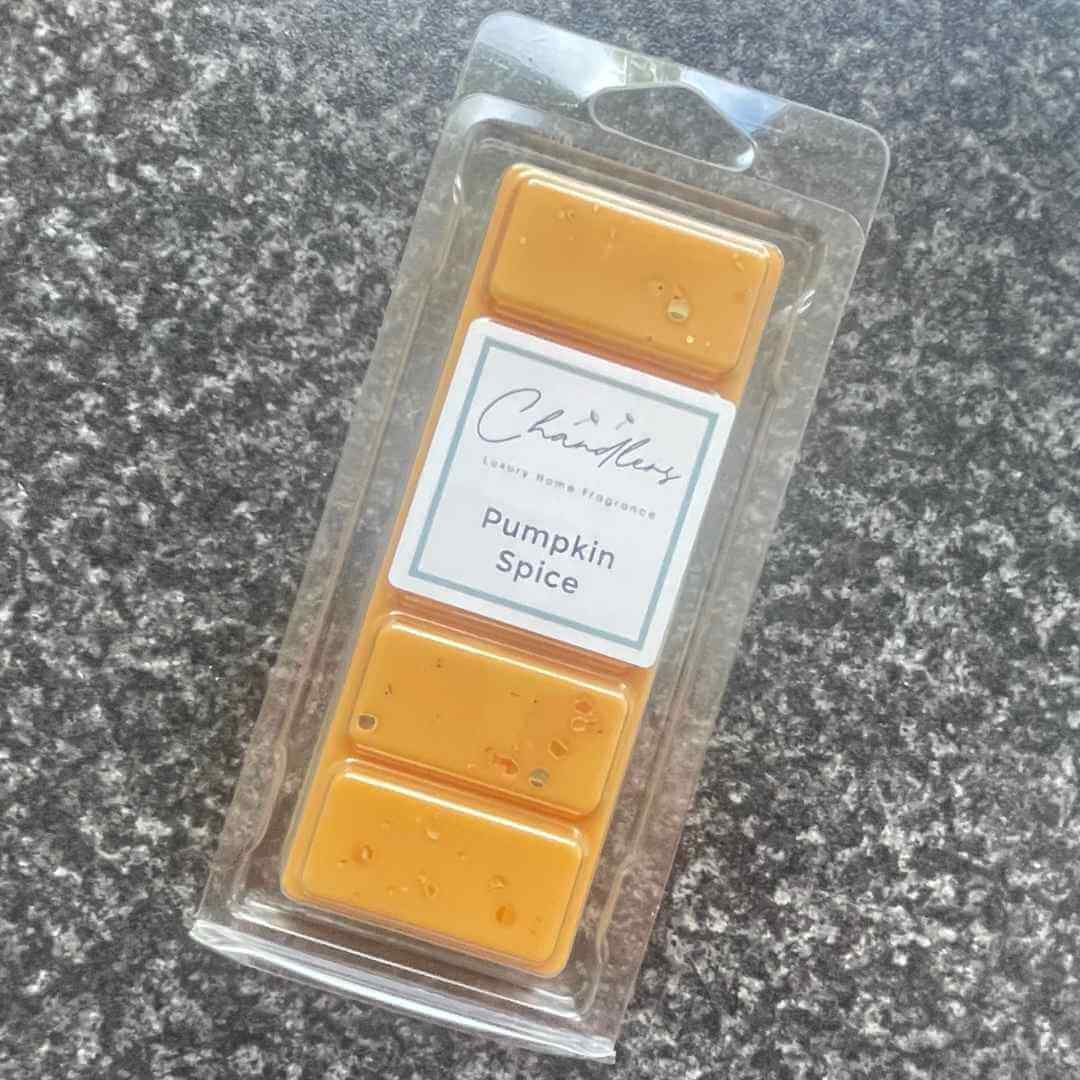 Chandlers
Luxury Home Fragrance
Pumpkin
Spice